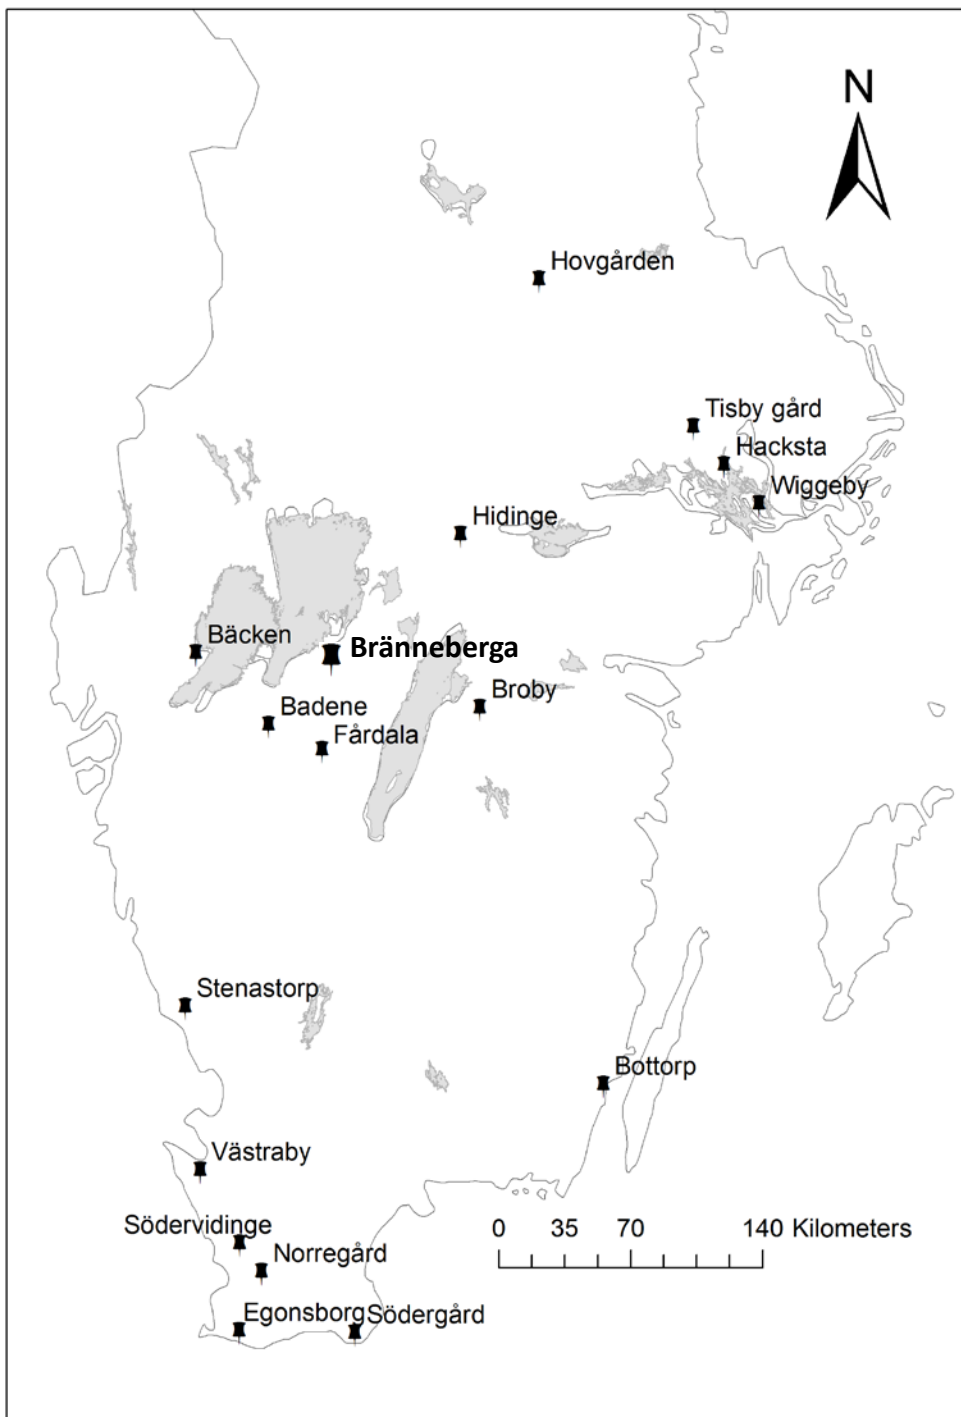 N
Hovgården
Tisby gård
Hacksta
Wiggeby
Hidinge
Bäcken
Bränneberga
Broby
Badene
Fårdala
Stenastorp
Bottorp
Västraby
Södervidinge
0 35 70 140 Kilometers
Norregård
Egonsborg
Södergård